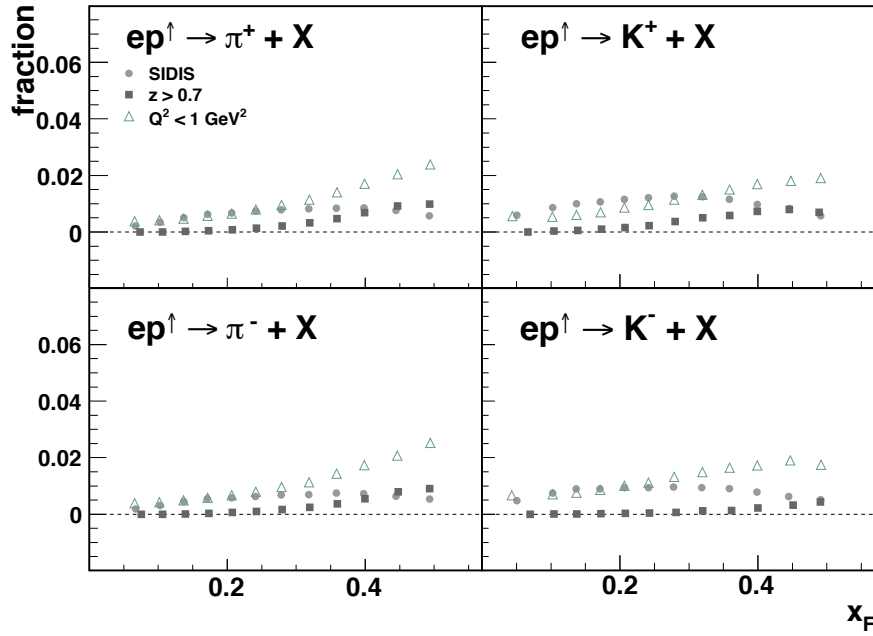 ep↑ → π+ + X
ep↑ → K+ + X
fraction
SIDIS
z > 0.7
Q² < 1 GeV²
0.06
0.04
0.02
0
ep↑ → π- + X
ep↑ → K- + X
0.06
0.04
0.02
0
0.2 0.4 0.2 0.4
xF